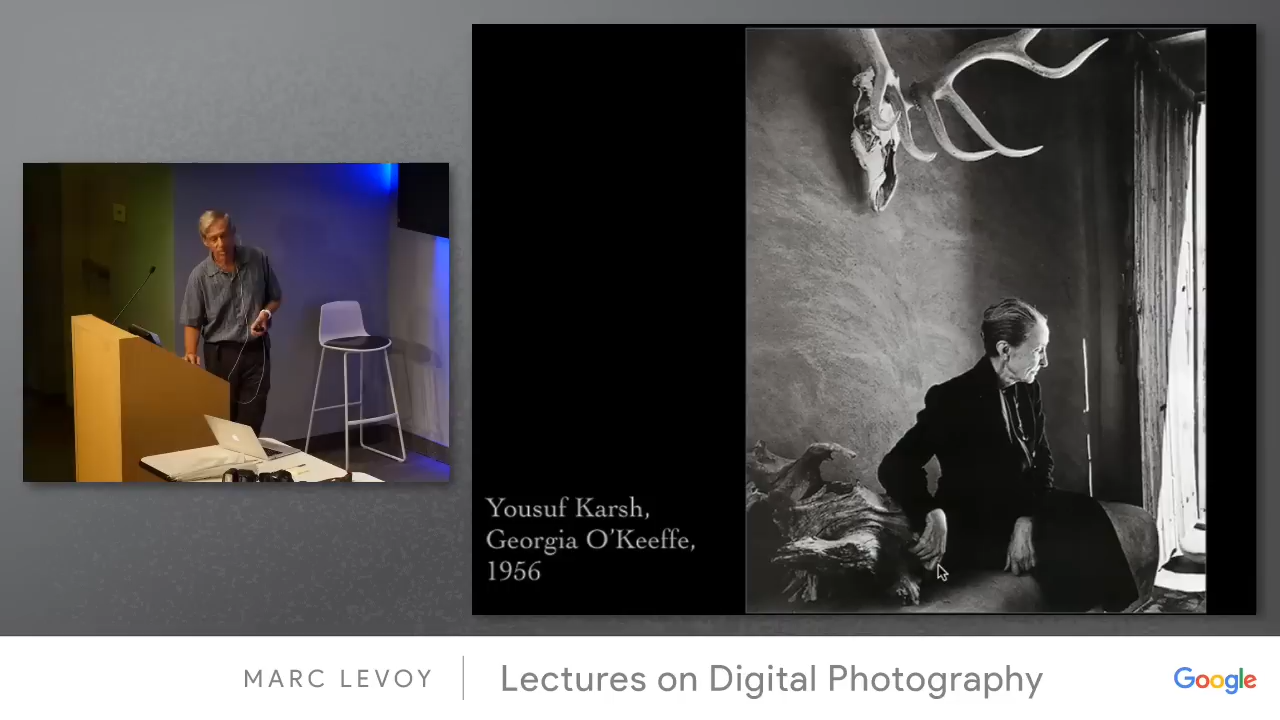 Yousuf Karsh,
Georgia O'Keeffe,
1956
MARC LEVOY
Lectures on Digital Photography
Google